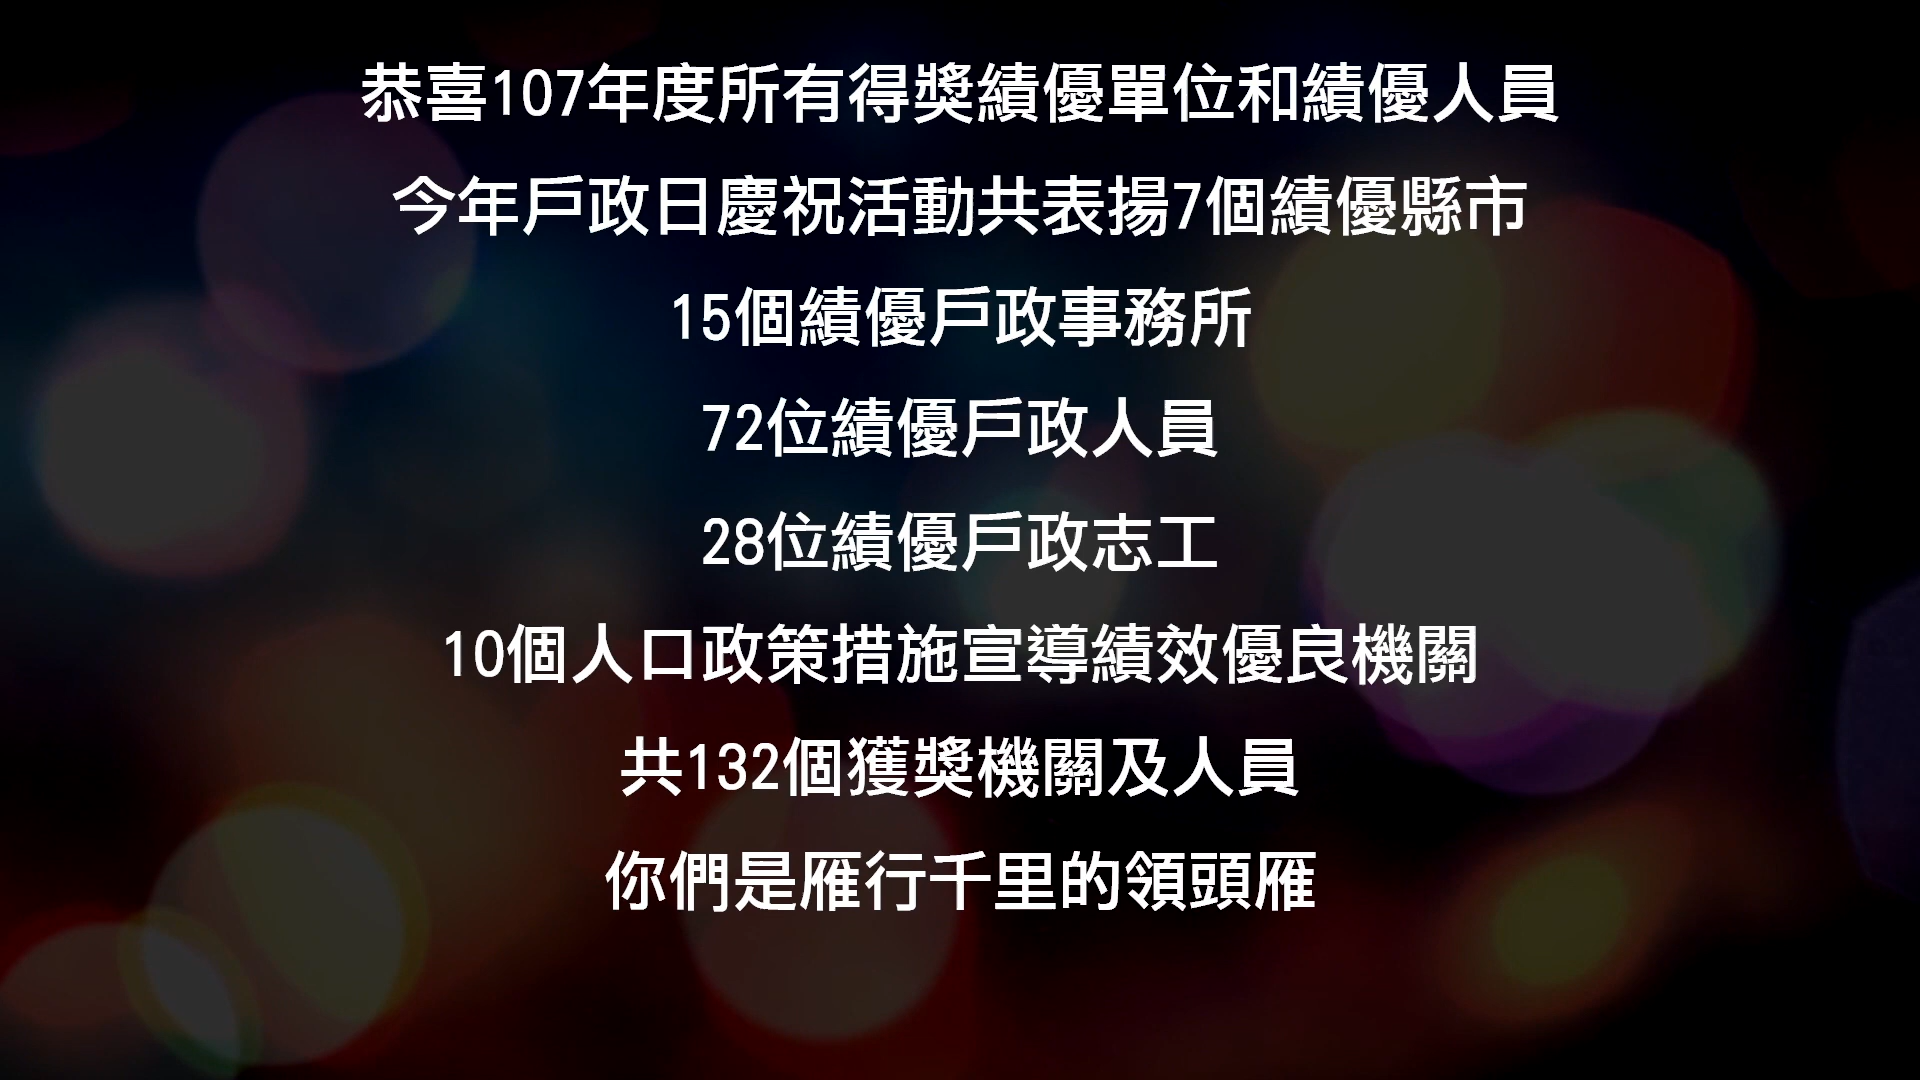 恭喜107年度所有得獎績優單位和績優人員
今年戶政日慶祝活動共表揚7個績優縣市
15個績優戶政事務所
72位績優戶政人員
28位績優戶政志工
10個人口政策措施宣導績效優良機關
共132個獲獎機關及人員
你們是雁行千里的領頭雁